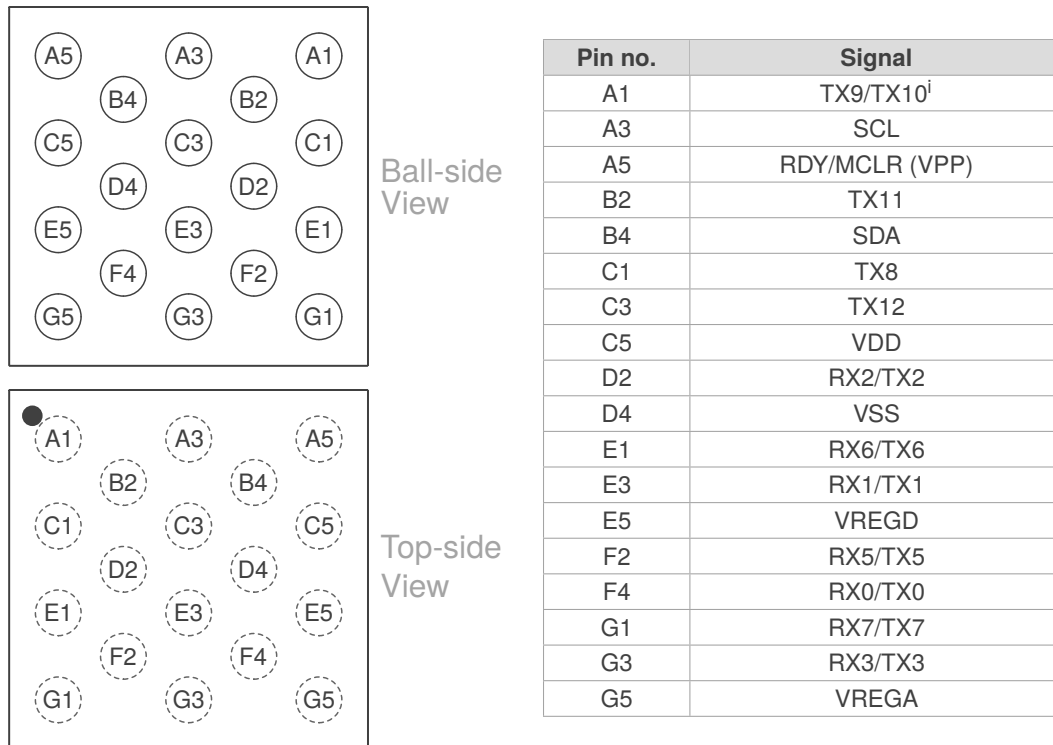 A5 A3 A1
B4 B2
C5 C3 C1
D4 D2
E5 E3 E1
F4 F2
G5 G3 G1
Ball-side
View
A1 A3 A5
B2 B4
C1 C3 C5
D2 D4
E1 E3 E5
F2 F4
G1 G3 G5
Top-side
View
Pin no. Signal
A1 TX9/TX10ⁱ
A3 SCL
A5 RDY/MCLR (VPP)
B2 TX11
B4 SDA
C1 TX8
C3 TX12
C5 VDD
D2 RX2/TX2
D4 VSS
E1 RX6/TX6
E3 RX1/TX1
E5 VREGD
F2 RX5/TX5
F4 RX0/TX0
G1 RX7/TX7
G3 RX3/TX3
G5 VREGA